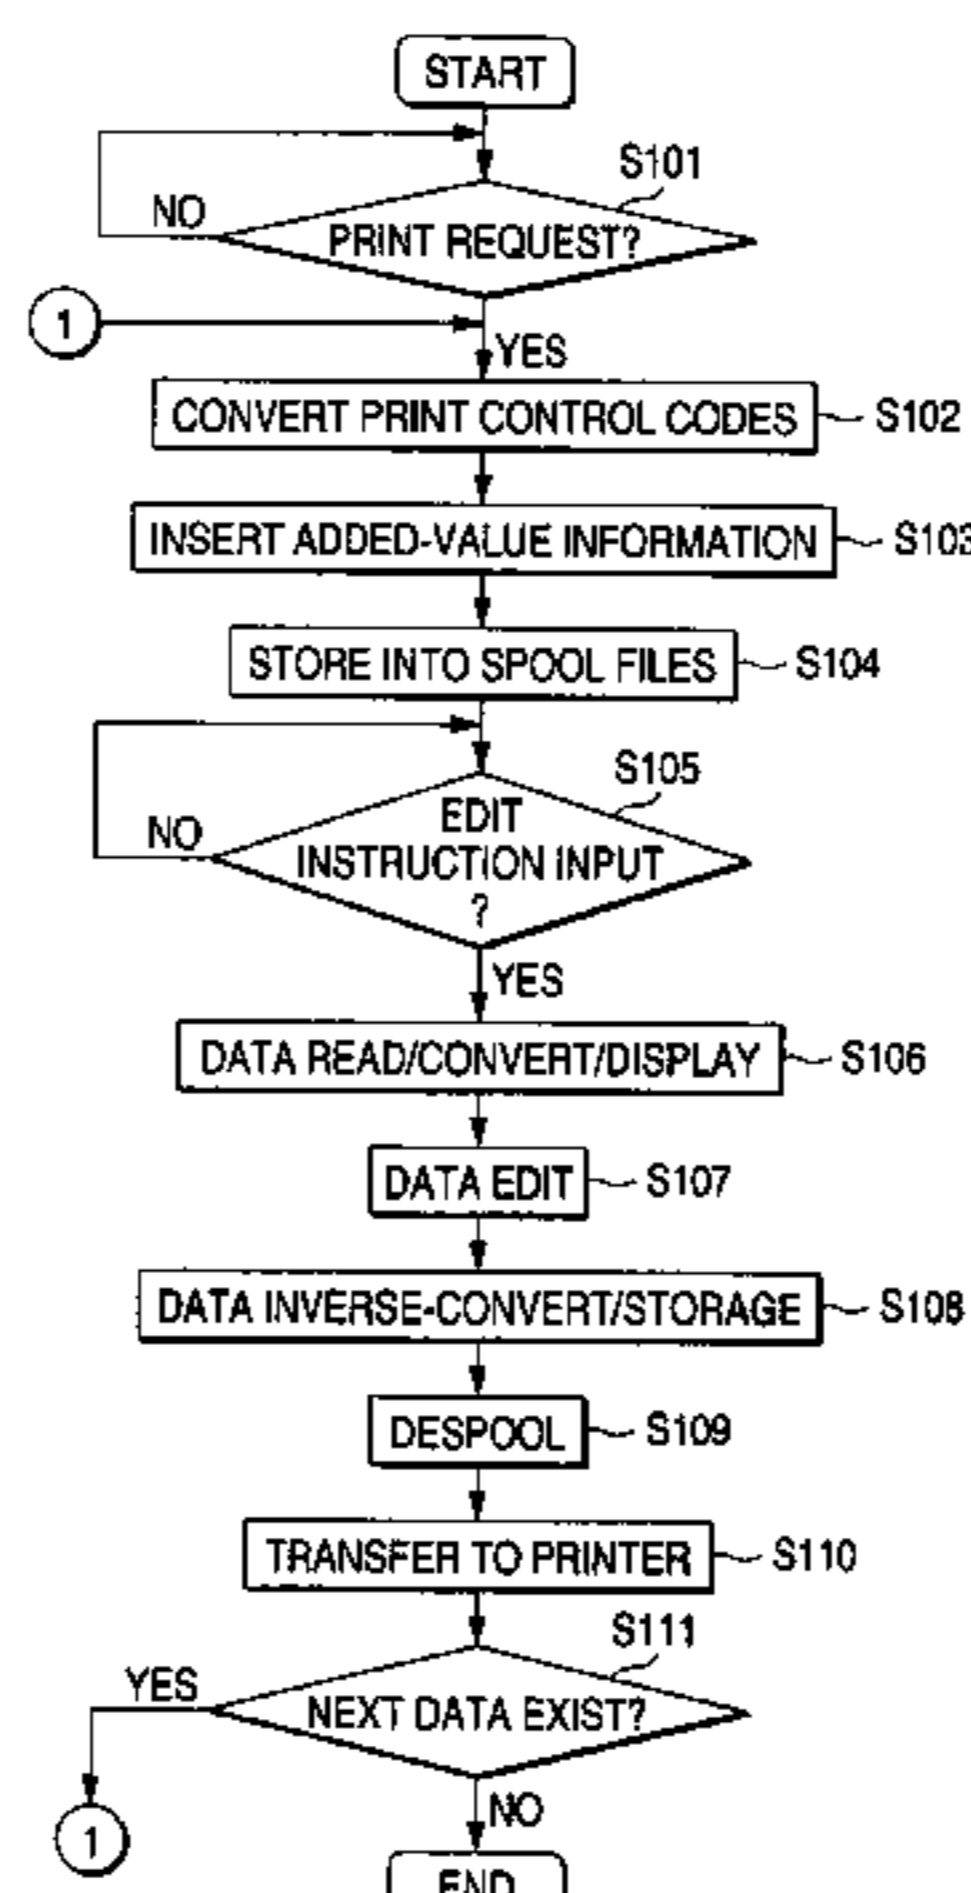 START
S101
NO
PRINT REQUEST?
1
YES
CONVERT PRINT CONTROL CODES
S102
INSERT ADDED-VALUE INFORMATION
S103
STORE INTO SPOOL FILES
S104
S105
NO
EDIT
INSTRUCTION INPUT
?
YES
DATA READ/CONVERT/DISPLAY
S106
DATA EDIT
S107
DATA INVERSE-CONVERT/STORAGE
S108
DESPOOL
S109
TRANSFER TO PRINTER
S110
S111
YES
NEXT DATA EXIST?
NO
1
END